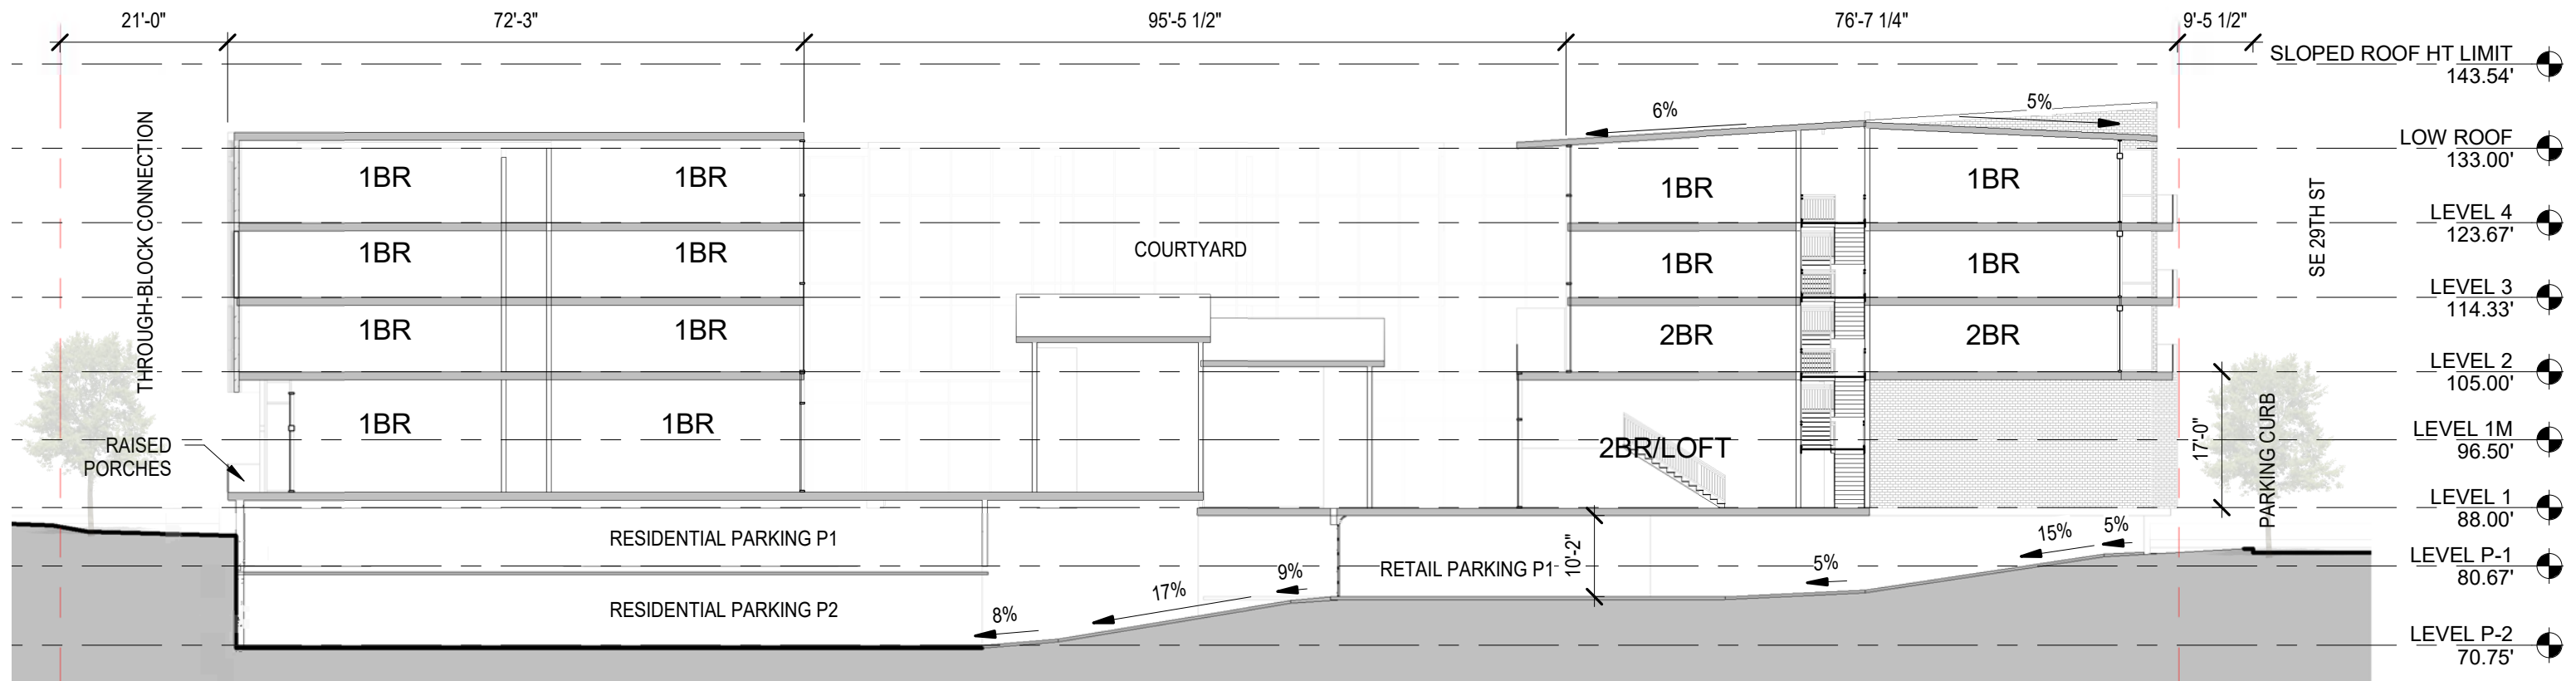 21'-0"
72'-3"
95'-5 1/2"
76'-7 1/4"
9'-5 1/2"
SLOPED ROOF HT LIMIT
143.54'
6%
5%
LOW ROOF
133.00'
THROUGH-BLOCK CONNECTION
1BR
1BR
1BR
1BR
SE 29TH ST
LEVEL 4
123.67'
1BR
1BR
COURTYARD
1BR
1BR
LEVEL 3
114.33'
1BR
1BR
2BR
2BR
LEVEL 2
105.00'
1BR
1BR
2BR/LOFT
17'-0"
PARKING CURB
LEVEL 1M
96.50'
RAISED
PORCHES
LEVEL 1
88.00'
RESIDENTIAL PARKING P1
RETAIL PARKING P1
10'-2"
5%
15%
5%
LEVEL P-1
80.67'
RESIDENTIAL PARKING P2
8%
17%
9%
LEVEL P-2
70.75'